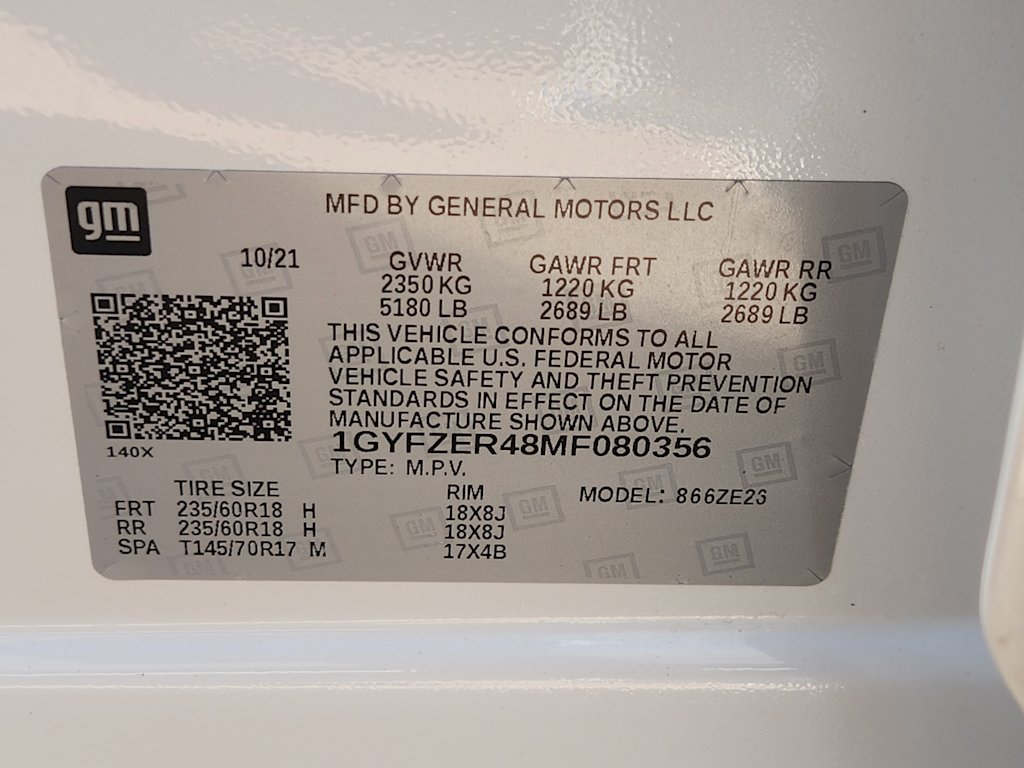 gm
MFD BY GENERAL MOTORS LLC
10/21
GVWR GAWR FRT GAWR RR
2350 KG 1220 KG 1220 KG
5180 LB 2689 LB 2689 LB
THIS VEHICLE CONFORMS TO ALL
APPLICABLE U.S. FEDERAL MOTOR
VEHICLE SAFETY AND THEFT PREVENTION
STANDARDS IN EFFECT ON THE DATE OF
MANUFACTURE SHOWN ABOVE.
140X
1GYFZER48MF080356
TYPE: M.P.V.
TIRE SIZE RIM MODEL: 866ZE26
FRT 235/60R18 H 18X8J
RR 235/60R18 H 18X8J
SPA T145/70R17 M 17X4B